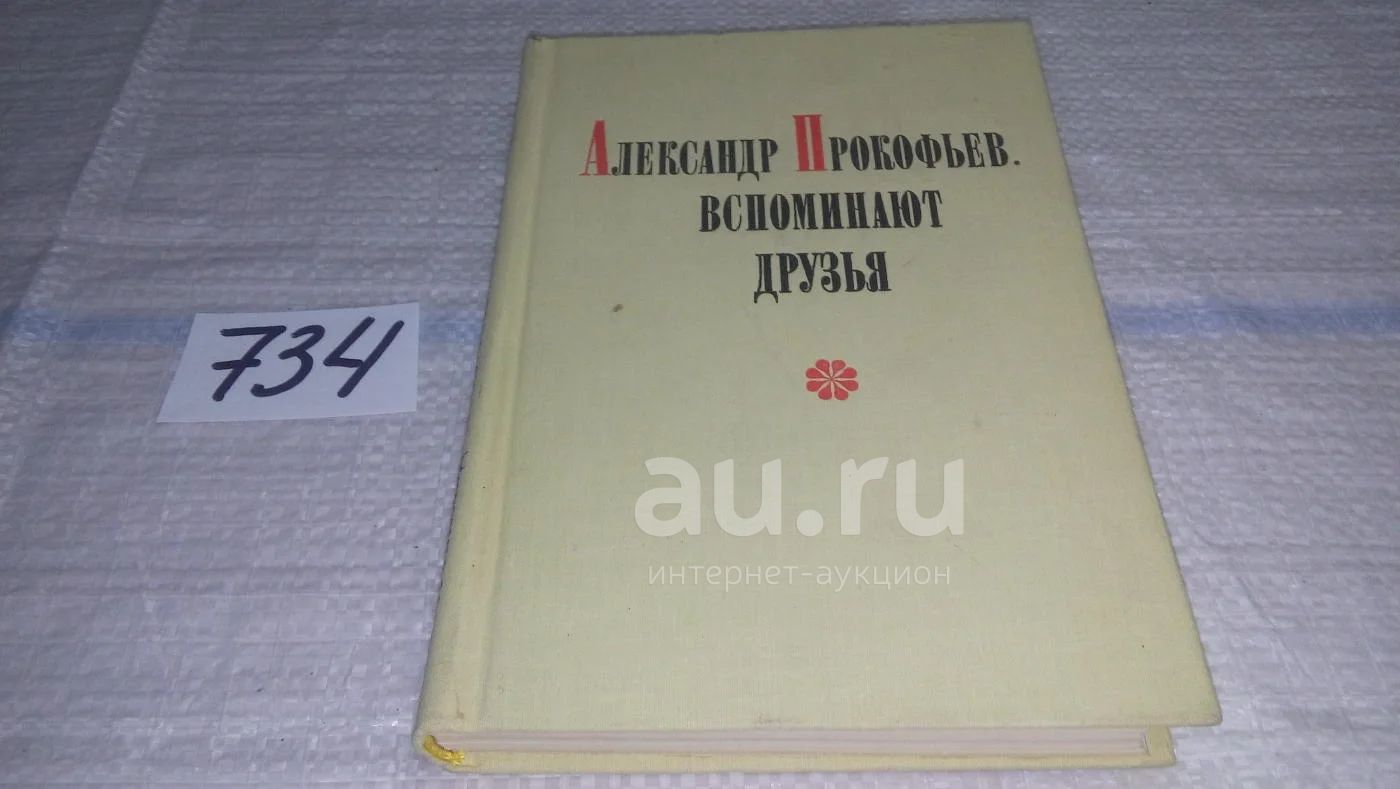 Александр Прокофьев.
вспоминают
друзья
734
au.ru
интернет-аукцион